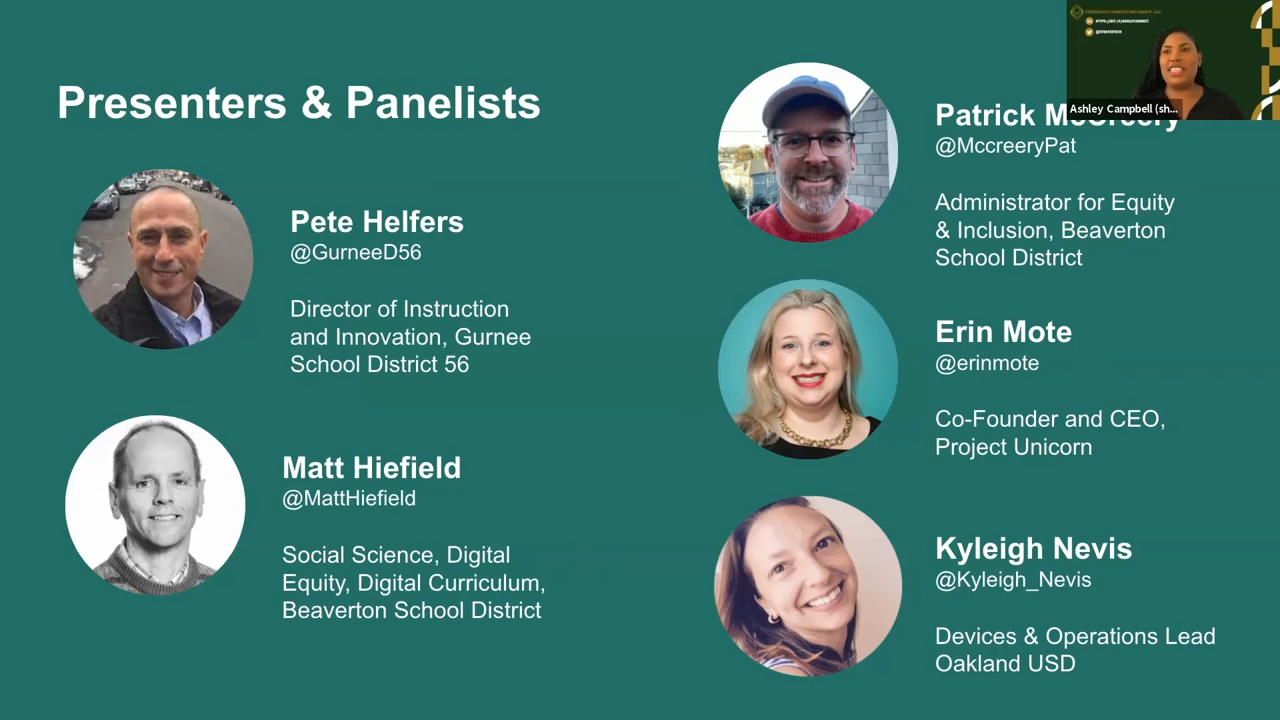 Presenters & Panelists
Pete Helfers
@GurneeD56
Director of Instruction
and Innovation, Gurnee
School District 56
Matt Hiefield
@MattHiefield
Social Science, Digital
Equity, Digital Curriculum,
Beaverton School District
Patrick McCreery
@MccreeryPat
Administrator for Equity
& Inclusion, Beaverton
School District
Erin Mote
@erinmote
Co-Founder and CEO,
Project Unicorn
Kyleigh Nevis
@Kyleigh_Nevis
Devices & Operations Lead
Oakland USD
Ashley Campbell (sh...